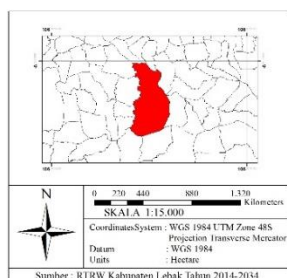 N
0 220 440 880 1.320
Kilometers
SKALA 1:15.000
CoordinatesSystem : WGS 1984 UTM Zone 48S
Projection Transverse Mercator
Datum : WGS 1984
Units : Hectare
Sumber : RTRW Kabupaten Lebak Tahun 2014-2034